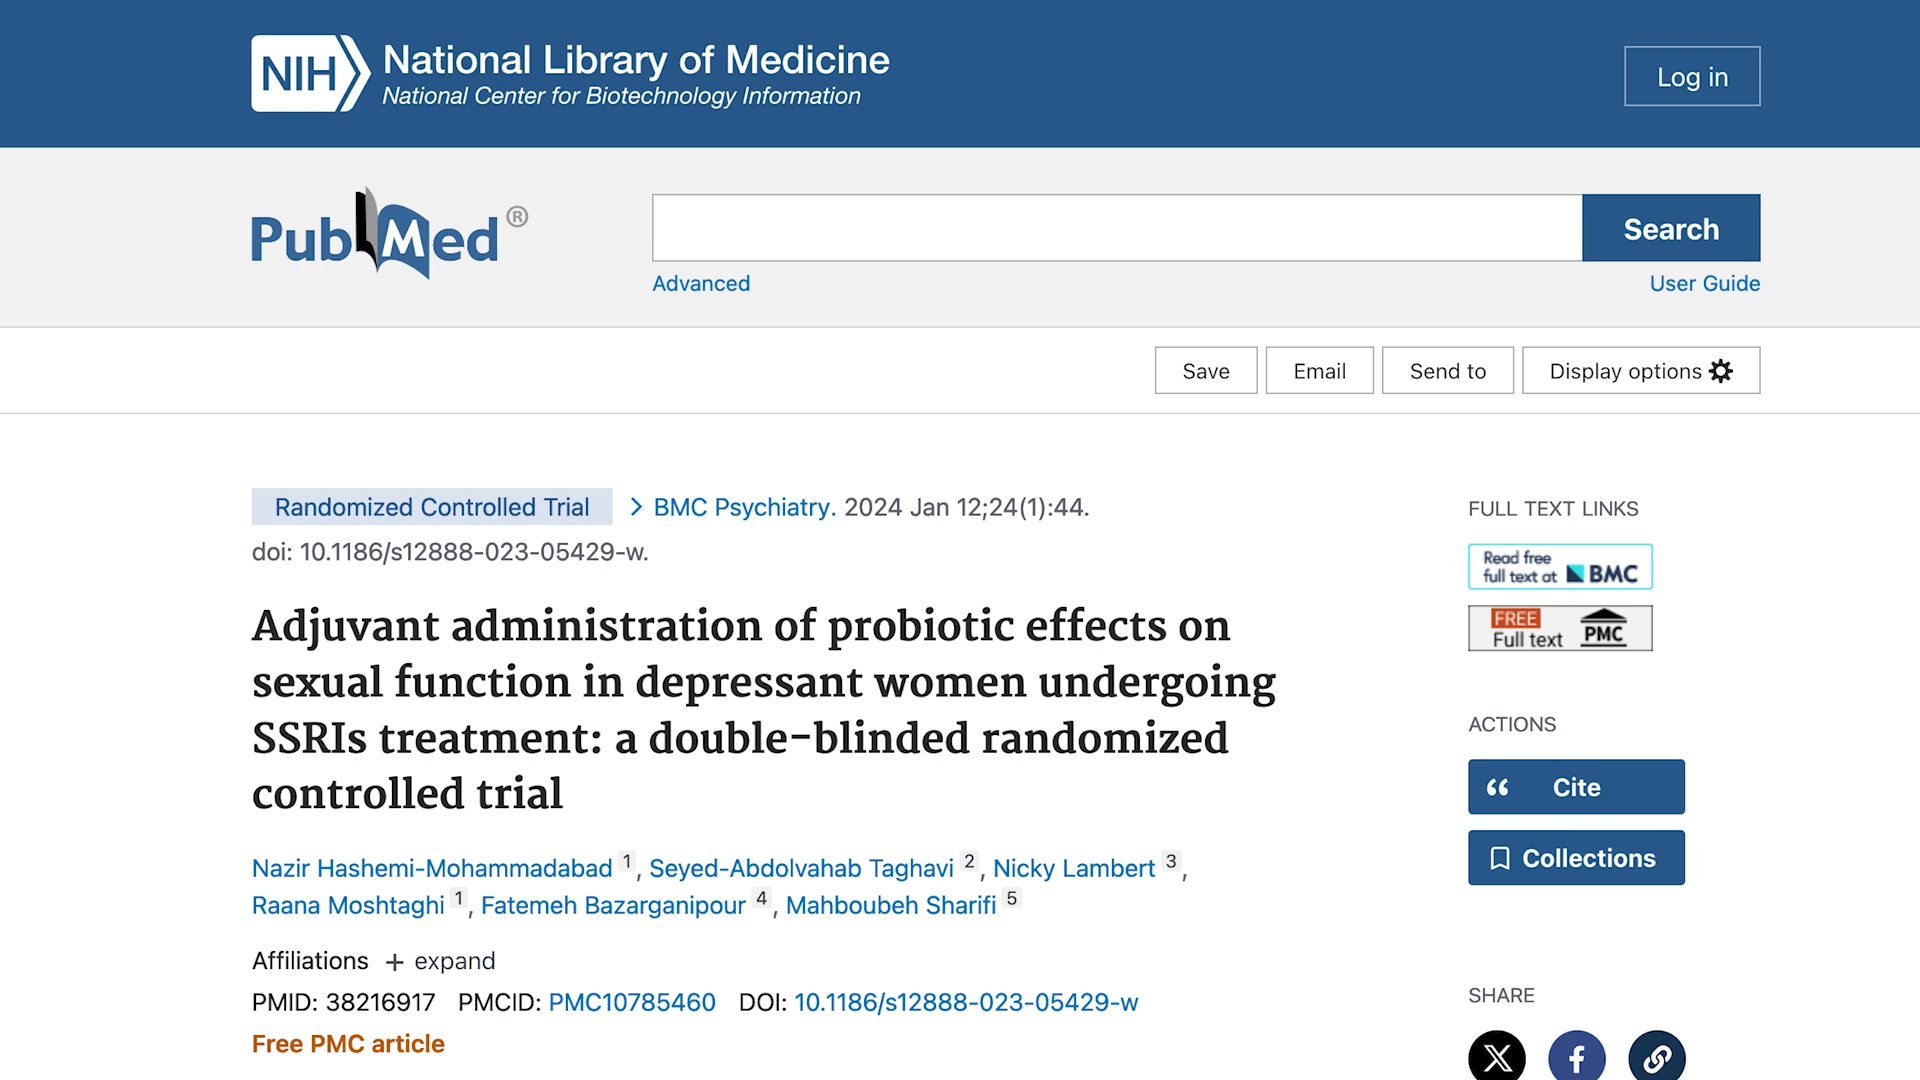 NIH National Library of Medicine
National Center for Biotechnology Information
Log in
PubMed®
Search
Advanced
User Guide
Save
Email
Send to
Display options
Randomized Controlled Trial
BMC Psychiatry. 2024 Jan 12;24(1):44.
doi: 10.1186/s12888-023-05429-w.
Adjuvant administration of probiotic effects on
sexual function in depressant women undergoing
SSRIs treatment: a double-blinded randomized
controlled trial
Nazir Hashemi-Mohammadabad 1, Seyed-Abdolvahab Taghavi 2, Nicky Lambert 3,
Raana Moshtaghi 1, Fatemeh Bazarganipour 4, Mahboubeh Sharifi 5
Affiliations + expand
PMID: 38216917 PMCID: PMC10785460 DOI: 10.1186/s12888-023-05429-w
Free PMC article
FULL TEXT LINKS
Read free
full text at BMC
FREE
Full text PMC
ACTIONS
Cite
Collections
SHARE